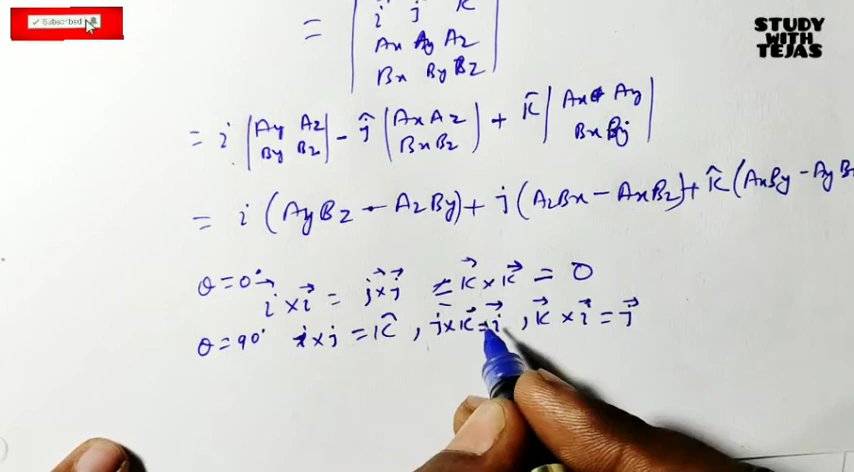 ✓ Subscribed
STUDY
WITH
TEJAS
= | i j K |
Ax Ay Az
Bx By Bz
= i |Ay Az| - ĵ |Ax Az| + K̂ |Ax Ay|
By Bz Bx Bz Bx By
= i (AyBz - AzBy) + j (AzBx - AxBz) + K̂ (AxBy - Ay B
θ = 0° i⃗ × i⃗ = j⃗ × j⃗ = K⃗ × K⃗ = 0
θ = 90° i × j = K̂ , j × K⃗ = i⃗ , K⃗ × i⃗ = j⃗